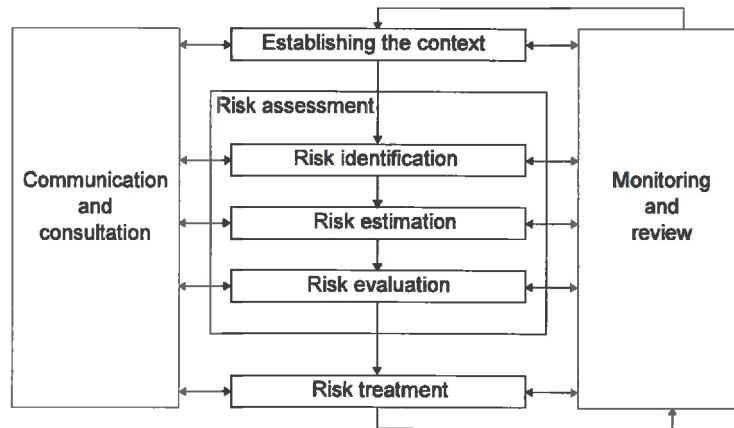 Establishing the context
Risk assessment
Risk identification
Communication
and
consultation
Risk estimation
Monitoring
and
review
Risk evaluation
Risk treatment